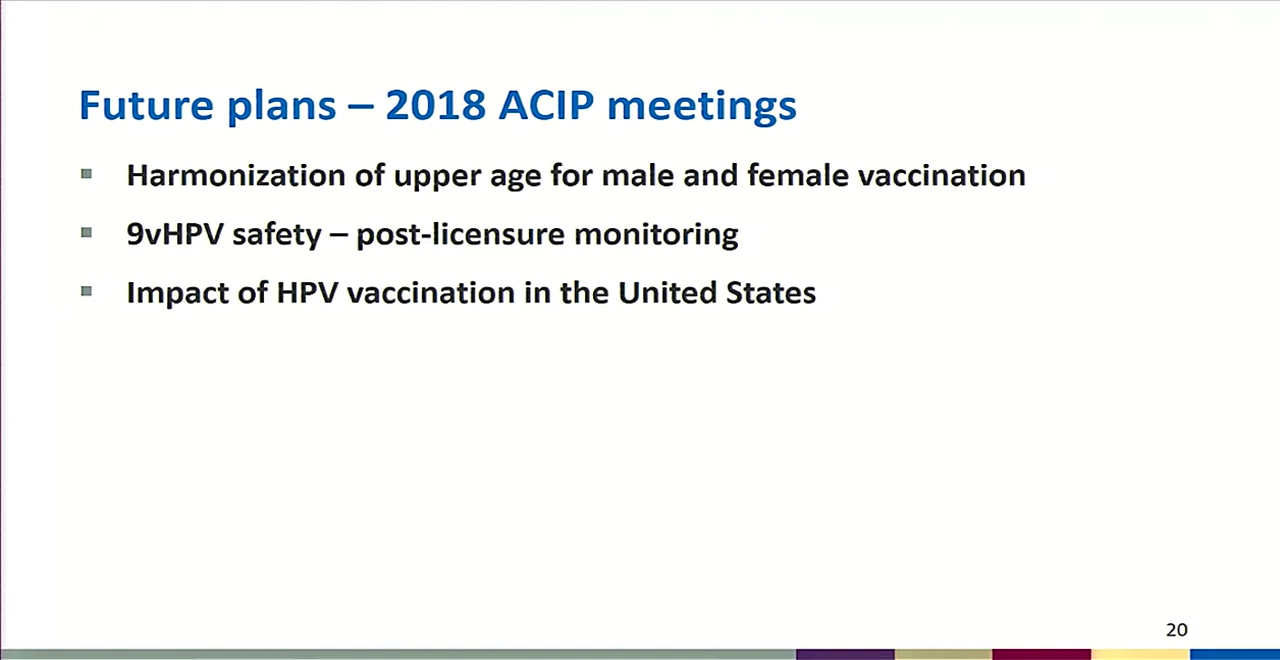 Future plans – 2018 ACIP meetings
Harmonization of upper age for male and female vaccination
9vHPV safety – post-licensure monitoring
Impact of HPV vaccination in the United States
20